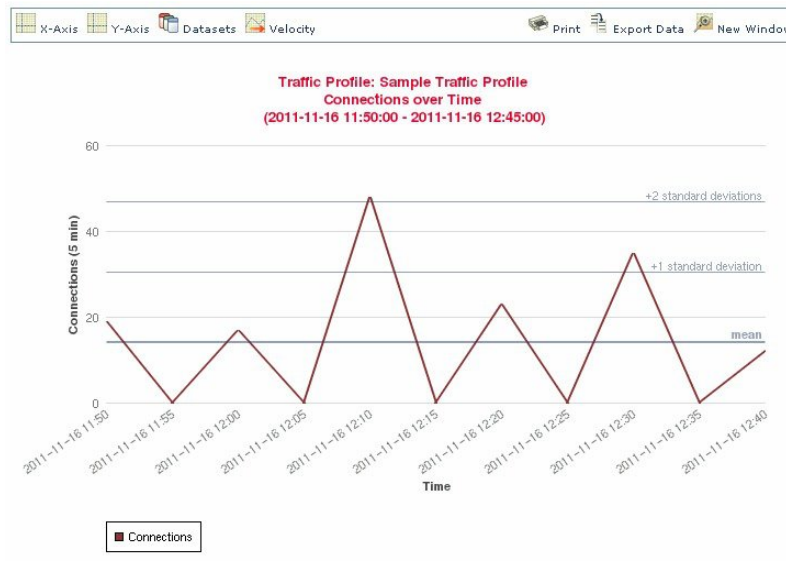 X-Axis Y-Axis Datasets Velocity Print Export Data New Window
Traffic Profile: Sample Traffic Profile
Connections over Time
(2011-11-16 11:50:00 - 2011-11-16 12:45:00)
60
+2 standard deviations
40
+1 standard deviation
20
mean
0
Connections (5 min)
2011-11-16 11:50
2011-11-16 11:55
2011-11-16 12:00
2011-11-16 12:05
2011-11-16 12:10
2011-11-16 12:15
2011-11-16 12:20
2011-11-16 12:25
2011-11-16 12:30
2011-11-16 12:35
2011-11-16 12:40
Time
Connections